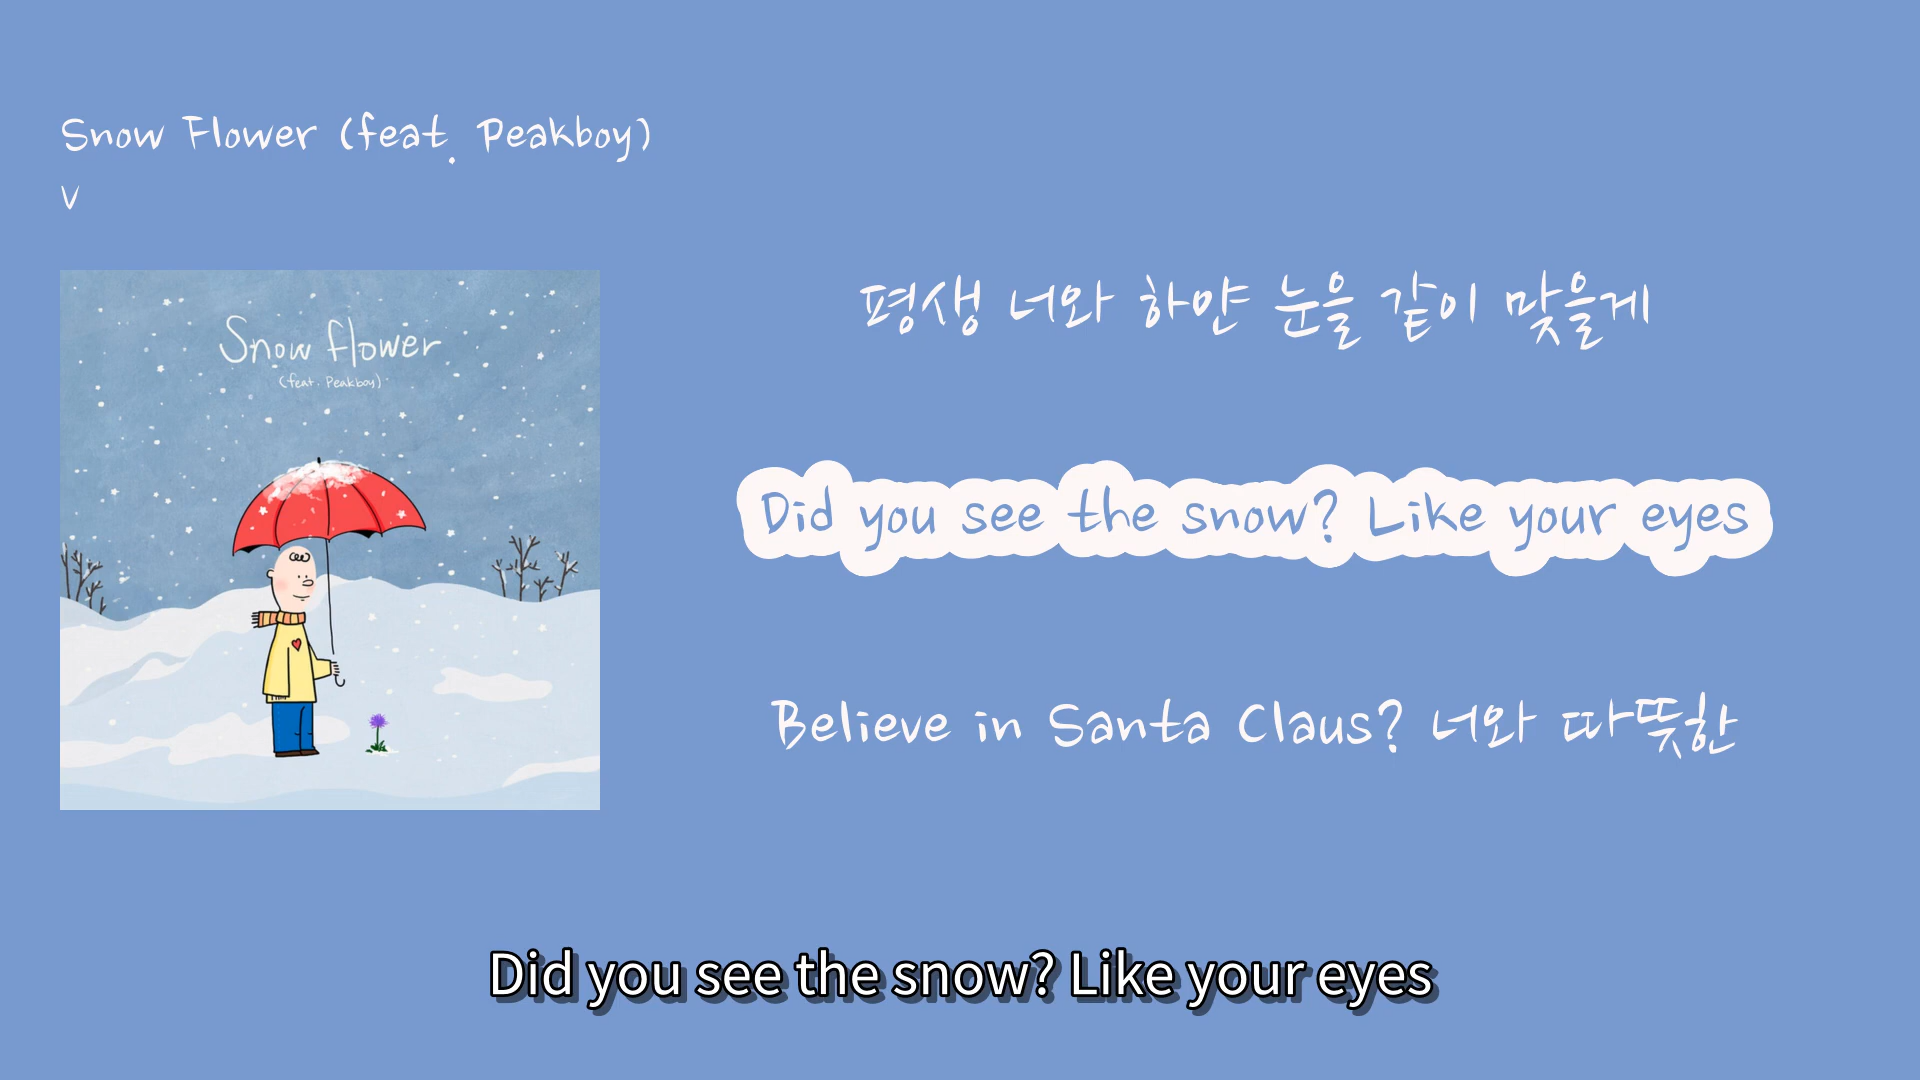 Snow Flower (feat. Peakboy)
V
Snow flower
(feat. Peakboy)
평생 너와 하얀 눈을 같이 맞을게
Did you see the snow? Like your eyes
Believe in Santa Claus? 너와 따뜻한
Did you see the snow? Like your eyes